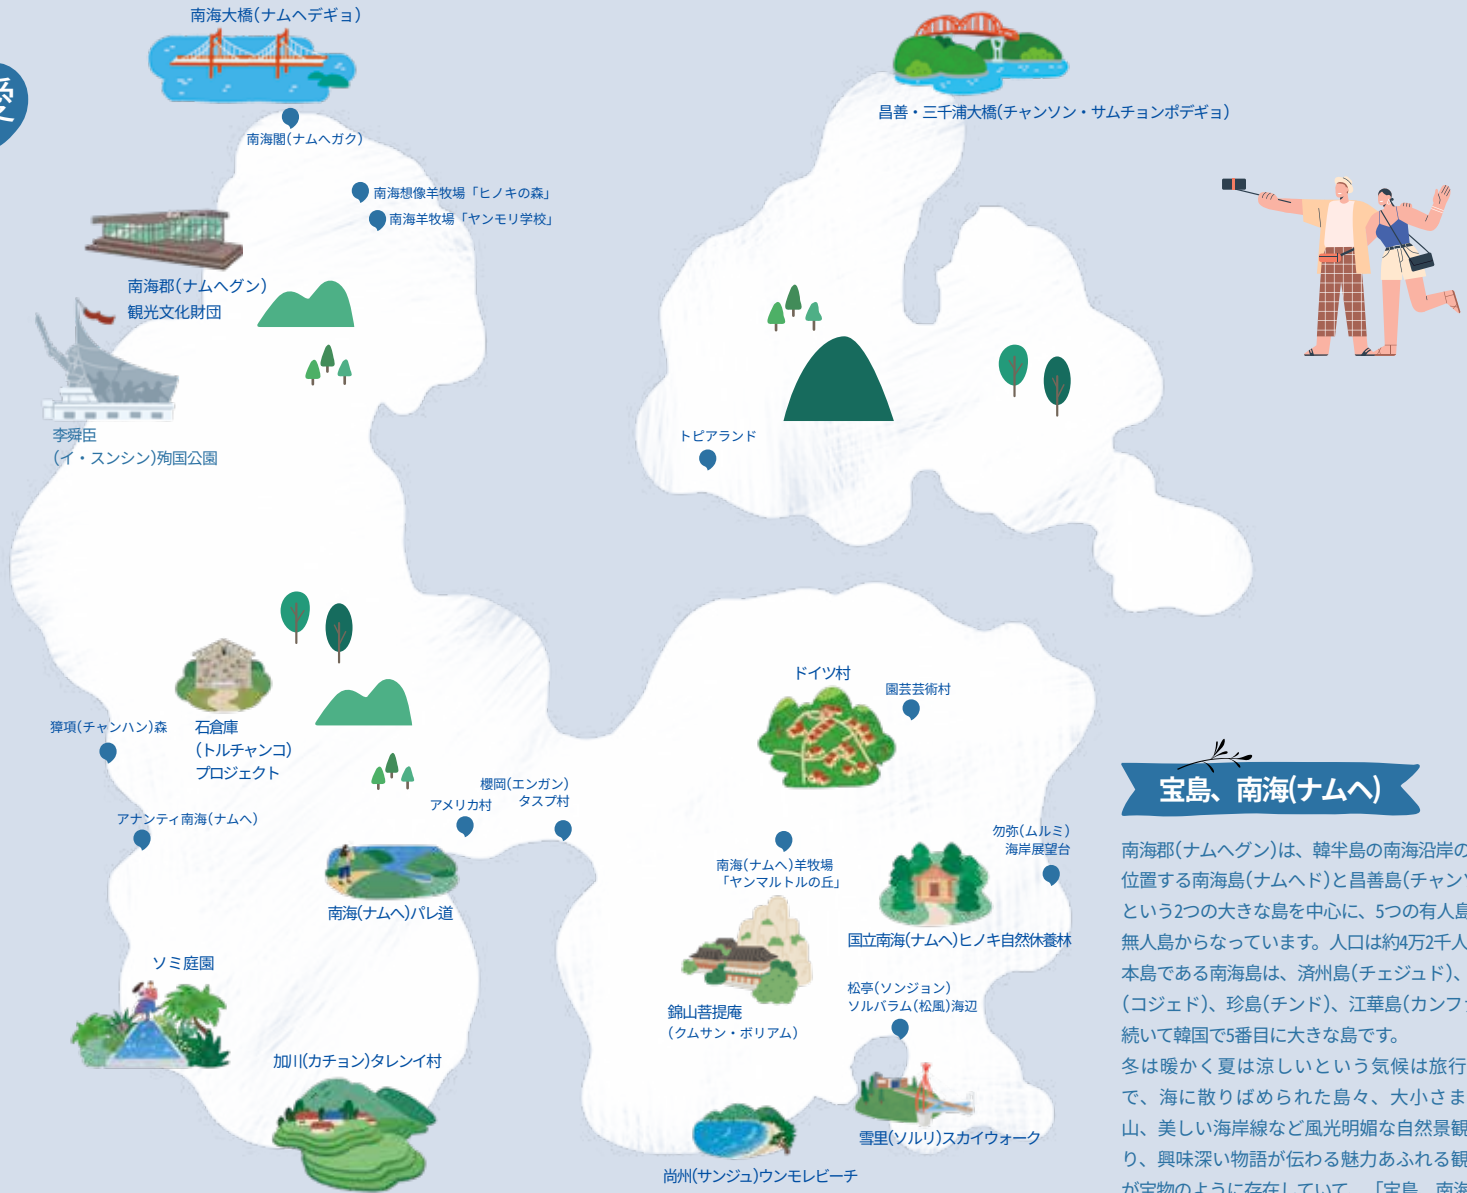 南海大橋(ナムヘデギョ)
昌善・三千浦大橋(チャンソン・サムチョンポデギョ)
愛
南海閣(ナムヘガク)
南海想像羊牧場「ヒノキの森」
南海羊牧場「ヤンモリ学校」
南海郡(ナムヘグン)
観光文化財団
李舜臣
(イ・スンシン)殉国公園
トピアランド
ドイツ村
園芸芸術村
獐項(チャンハン)森
石倉庫
(トルチャンコ)
プロジェクト
櫻岡(エンガン)
タスプ村
アメリカ村
アナンティ南海(ナムヘ)
勿弥(ムルミ)
海岸展望台
南海(ナムヘ)羊牧場
「ヤンマルトルの丘」
南海(ナムヘ)パレ道
国立南海(ナムヘ)ヒノキ自然休養林
ソミ庭園
松亭(ソンジョン)
ソルバラム(松風)海辺
錦山菩提庵
(クムサン・ボリアム)
加川(カチョン)タレンイ村
雪里(ソルリ)スカイウォーク
尚州(サンジュ)ウンモレビーチ
宝島、南海(ナムヘ)
南海郡(ナムヘグン)は、韓半島の南海沿岸の
位置する南海島(ナムヘド)と昌善島(チャンソ
という2つの大きな島を中心に、5つの有人島
無人島からなっています。人口は約4万2千人
本島である南海島は、済州島(チェジュド)、
(コジェド)、珍島(チンド)、江華島(カンファ
続いて韓国で5番目に大きな島です。
冬は暖かく夏は涼しいという気候は旅行
で、海に散りばめられた島々、大小さま
山、美しい海岸線など風光明媚な自然景観
り、興味深い物語が伝わる魅力あふれる観
が宝物のように存在していて、「宝島、南海